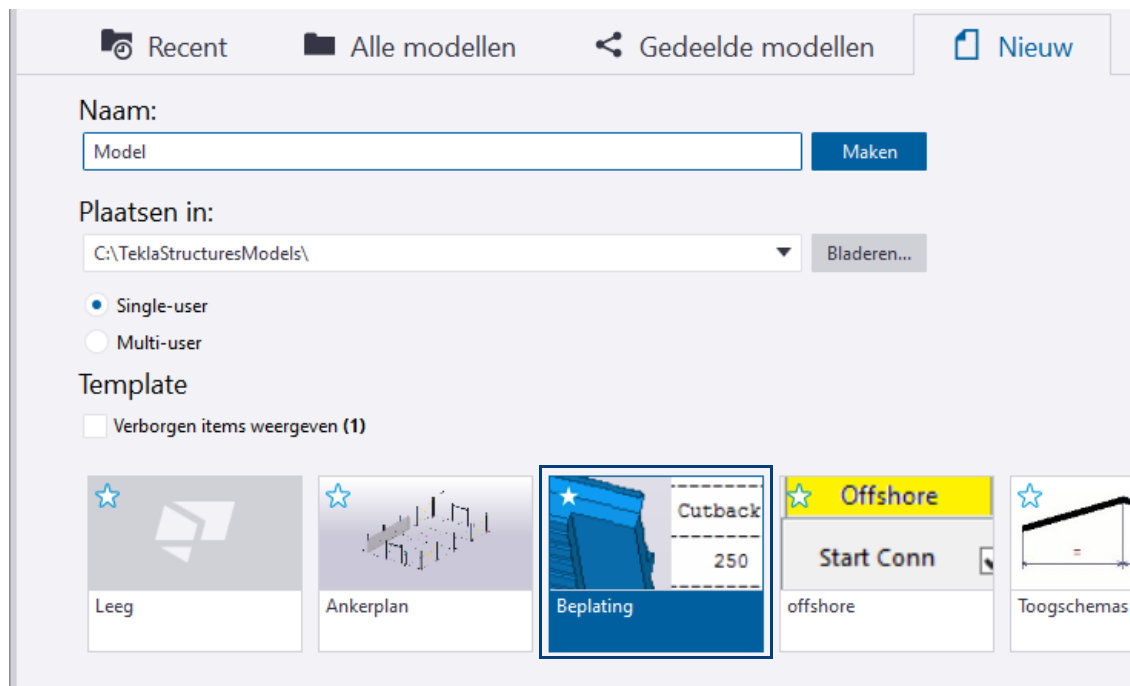 Recent Alle modellen Gedeelde modellen Nieuw
Naam:
Model Maken
Plaatsen in:
C:\TeklaStructuresModels\ Bladeren...
Single-user
Multi-user
Template
Verborgen items weergeven (1)
Cutback
250
Offshore
Start Conn
=
Leeg Ankerplan Beplating offshore Toogschemas